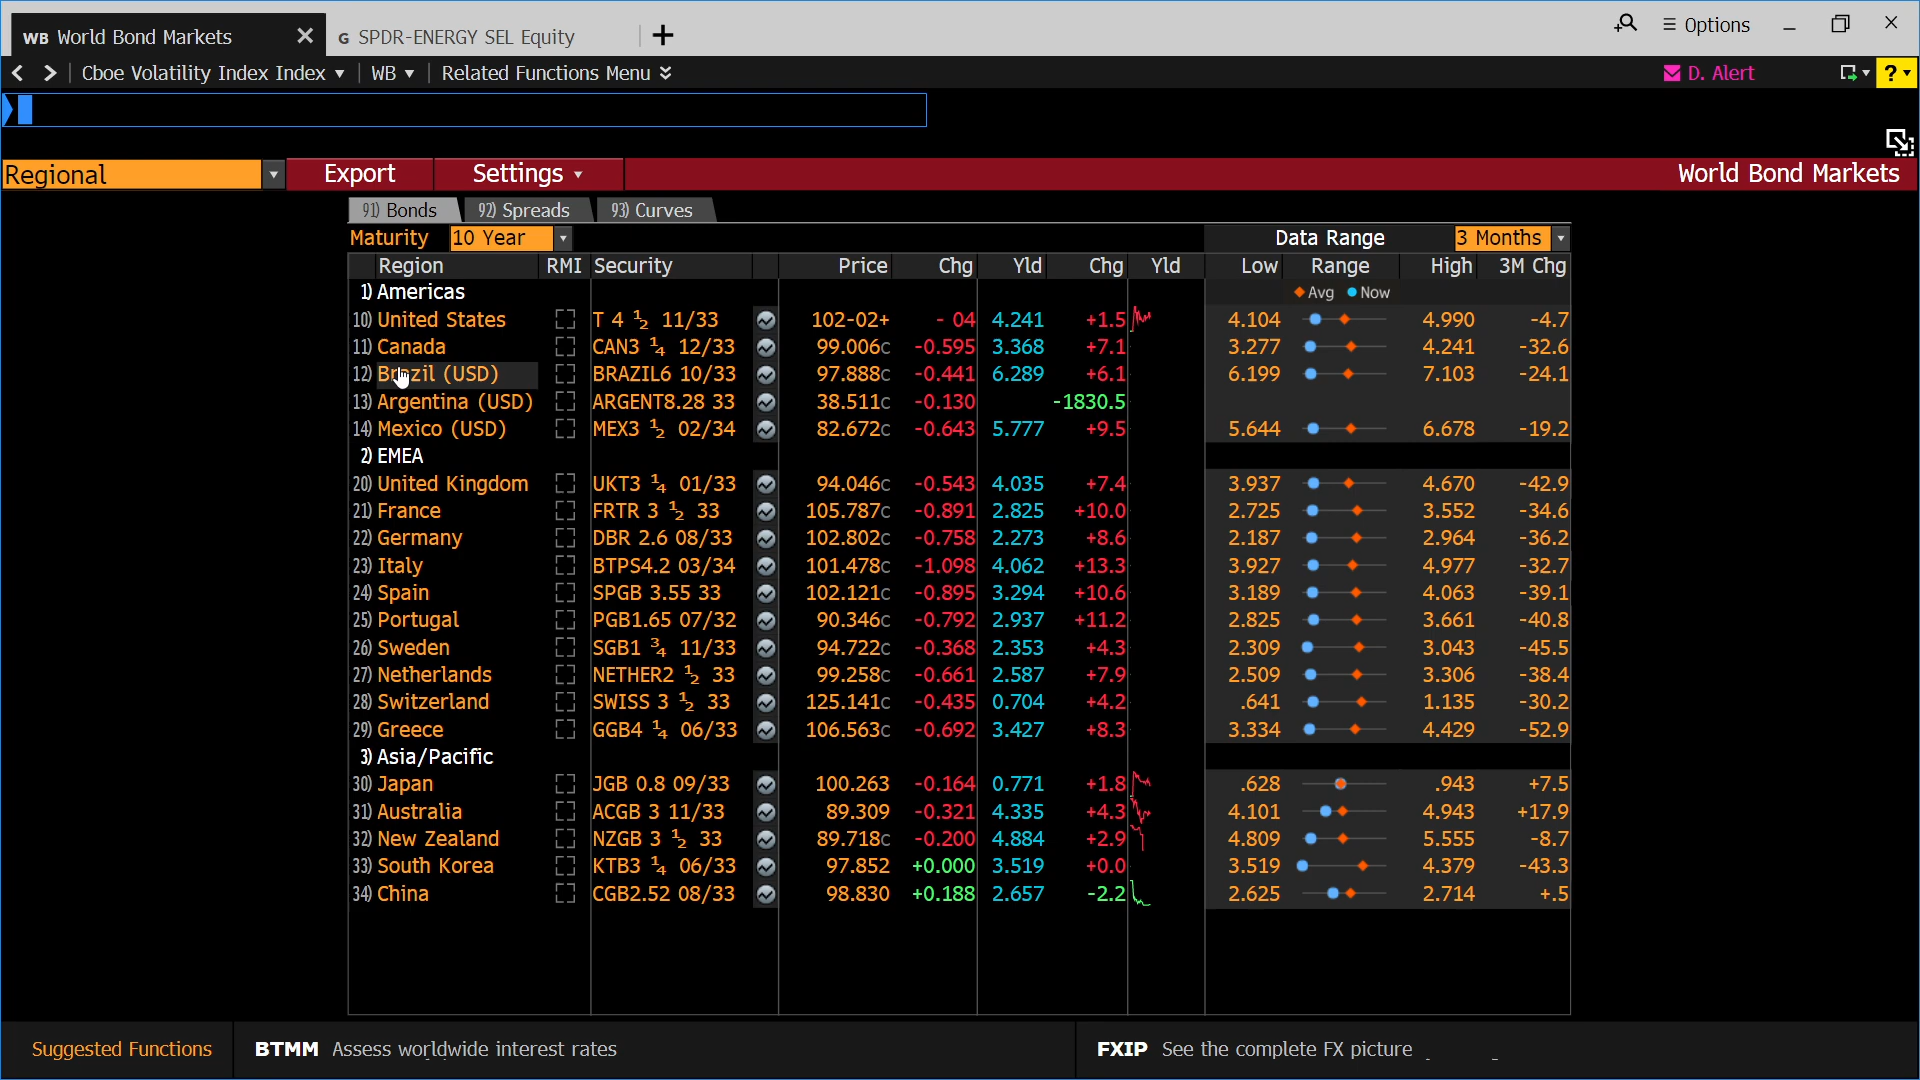 WB World Bond Markets G SPDR-ENERGY SEL Equity Options
Cboe Volatility Index Index WB Related Functions Menu D. Alert ?
Regional Export Settings World Bond Markets
91) Bonds 92) Spreads 93) Curves
Maturity 10 Year Data Range 3 Months
Region RMI Security Price Chg Yld Chg Yld Low Range High 3M Chg
1) Americas Avg Now
10) United States T 4 ½ 11/33 102-02+ - 04 4.241 +1.5 4.104 4.990 -4.7
11) Canada CAN3 ¼ 12/33 99.006c -0.595 3.368 +7.1 3.277 4.241 -32.6
12) Brazil (USD) BRAZIL6 10/33 97.888c -0.441 6.289 +6.1 6.199 7.103 -24.1
13) Argentina (USD) ARGENT8.28 33 38.511c -0.130 -1830.5
14) Mexico (USD) MEX3 ½ 02/34 82.672c -0.643 5.777 +9.5 5.644 6.678 -19.2
2) EMEA
20) United Kingdom UKT3 ¼ 01/33 94.046c -0.543 4.035 +7.4 3.937 4.670 -42.9
21) France FRTR 3 ½ 33 105.787c -0.891 2.825 +10.0 2.725 3.552 -34.6
22) Germany DBR 2.6 08/33 102.802c -0.758 2.273 +8.6 2.187 2.964 -36.2
23) Italy BTPS4.2 03/34 101.478c -1.098 4.062 +13.3 3.927 4.977 -32.7
24) Spain SPGB 3.55 33 102.121c -0.895 3.294 +10.6 3.189 4.063 -39.1
25) Portugal PGB1.65 07/32 90.346c -0.792 2.937 +11.2 2.825 3.661 -40.8
26) Sweden SGB1 ¾ 11/33 94.722c -0.368 2.353 +4.3 2.309 3.043 -45.5
27) Netherlands NETHER2 ½ 33 99.258c -0.661 2.587 +7.9 2.509 3.306 -38.4
28) Switzerland SWISS 3 ½ 33 125.141c -0.435 0.704 +4.2 .641 1.135 -30.2
29) Greece GGB4 ¼ 06/33 106.563c -0.692 3.427 +8.3 3.334 4.429 -52.9
3) Asia/Pacific
30) Japan JGB 0.8 09/33 100.263 -0.164 0.771 +1.8 .628 .943 +7.5
31) Australia ACGB 3 11/33 89.309 -0.321 4.335 +4.3 4.101 4.943 +17.9
32) New Zealand NZGB 3 ½ 33 89.718c -0.200 4.884 +2.9 4.809 5.555 -8.7
33) South Korea KTB3 ¼ 06/33 97.852 +0.000 3.519 +0.0 3.519 4.379 -43.3
34) China CGB2.52 08/33 98.830 +0.188 2.657 -2.2 2.625 2.714 +.5
Suggested Functions BTMM Assess worldwide interest rates FXIP See the complete FX picture